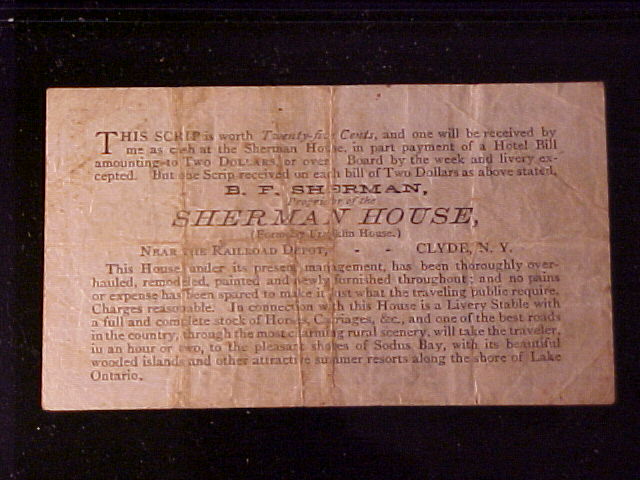 THIS SCRIP is worth Twenty-five Cents, and one will be received by
me as cash at the Sherman House, in part payment of a Hotel Bill
amounting to TWO DOLLARS or over Board by the week and livery ex-
cepted. But one Scrip received on each bill of Two Dollars as above stated,
B. F. SHERMAN,
Proprietor of the
SHERMAN HOUSE,
(Formerly Franklin House.)
NEAR THE RAILROAD DEPOT, - - CLYDE, N. Y.
This House under its present management, has been thoroughly over-
hauled, remodeled, painted and newly furnished throughout; and no pains
or expense has been spared to make it just what the traveling public require.
Charges reasonable. In connection with this House is a Livery Stable with
a full and complete stock of Horses, Carriages, &c., and one of the best roads
in the country, through the most charming rural scenery, will take the traveler,
in an hour or two, to the pleasant shores of Sodus Bay, with its beautiful
wooded islands and other attractive summer resorts along the shore of Lake
Ontario.